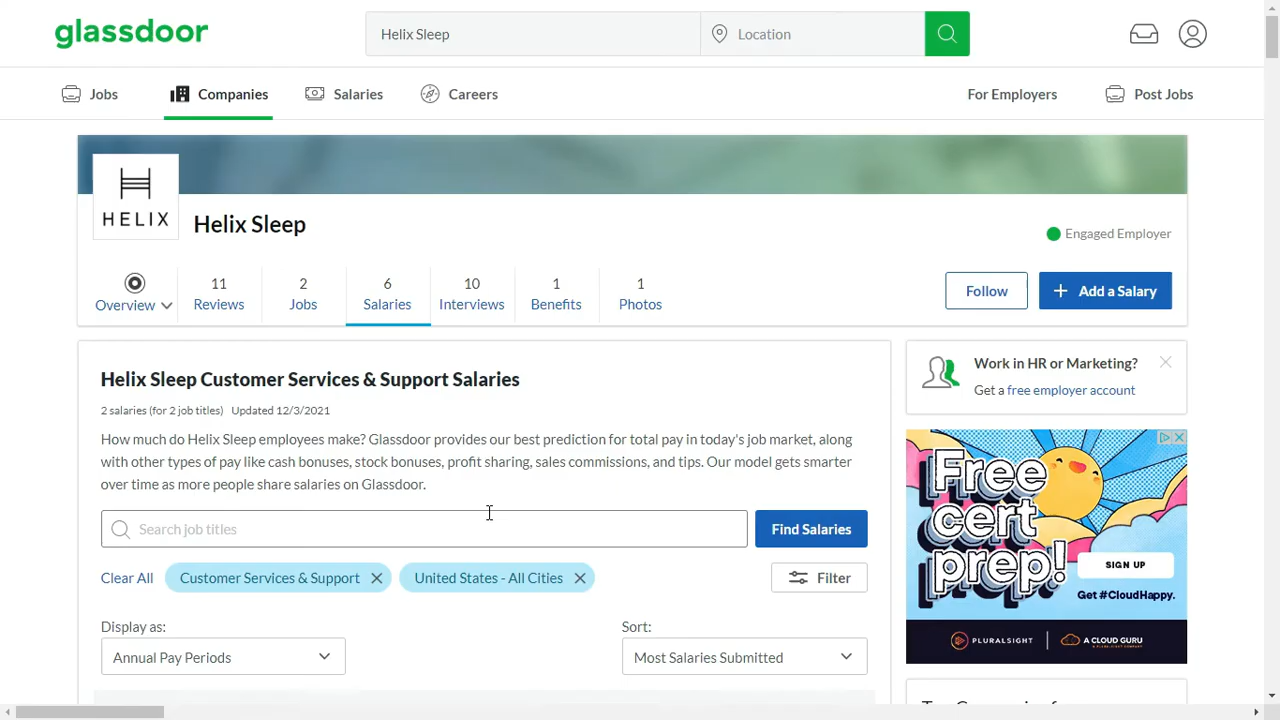 glassdoor
Helix Sleep
Location
Jobs
Companies
Salaries
Careers
For Employers
Post Jobs
HELIX
Helix Sleep
Engaged Employer
Overview
11
Reviews
2
Jobs
6
Salaries
10
Interviews
1
Benefits
1
Photos
Follow
+ Add a Salary
Helix Sleep Customer Services & Support Salaries
2 salaries (for 2 job titles) Updated 12/3/2021
How much do Helix Sleep employees make? Glassdoor provides our best prediction for total pay in today's job market, along
with other types of pay like cash bonuses, stock bonuses, profit sharing, sales commissions, and tips. Our model gets smarter
over time as more people share salaries on Glassdoor.
Search job titles
Find Salaries
Clear All
Customer Services & Support
United States - All Cities
Filter
Display as:
Annual Pay Periods
Sort:
Most Salaries Submitted
Work in HR or Marketing?
Get a free employer account
Free
cert
prep!
SIGN UP
Get #CloudHappy.
PLURALSIGHT
A CLOUD GURU